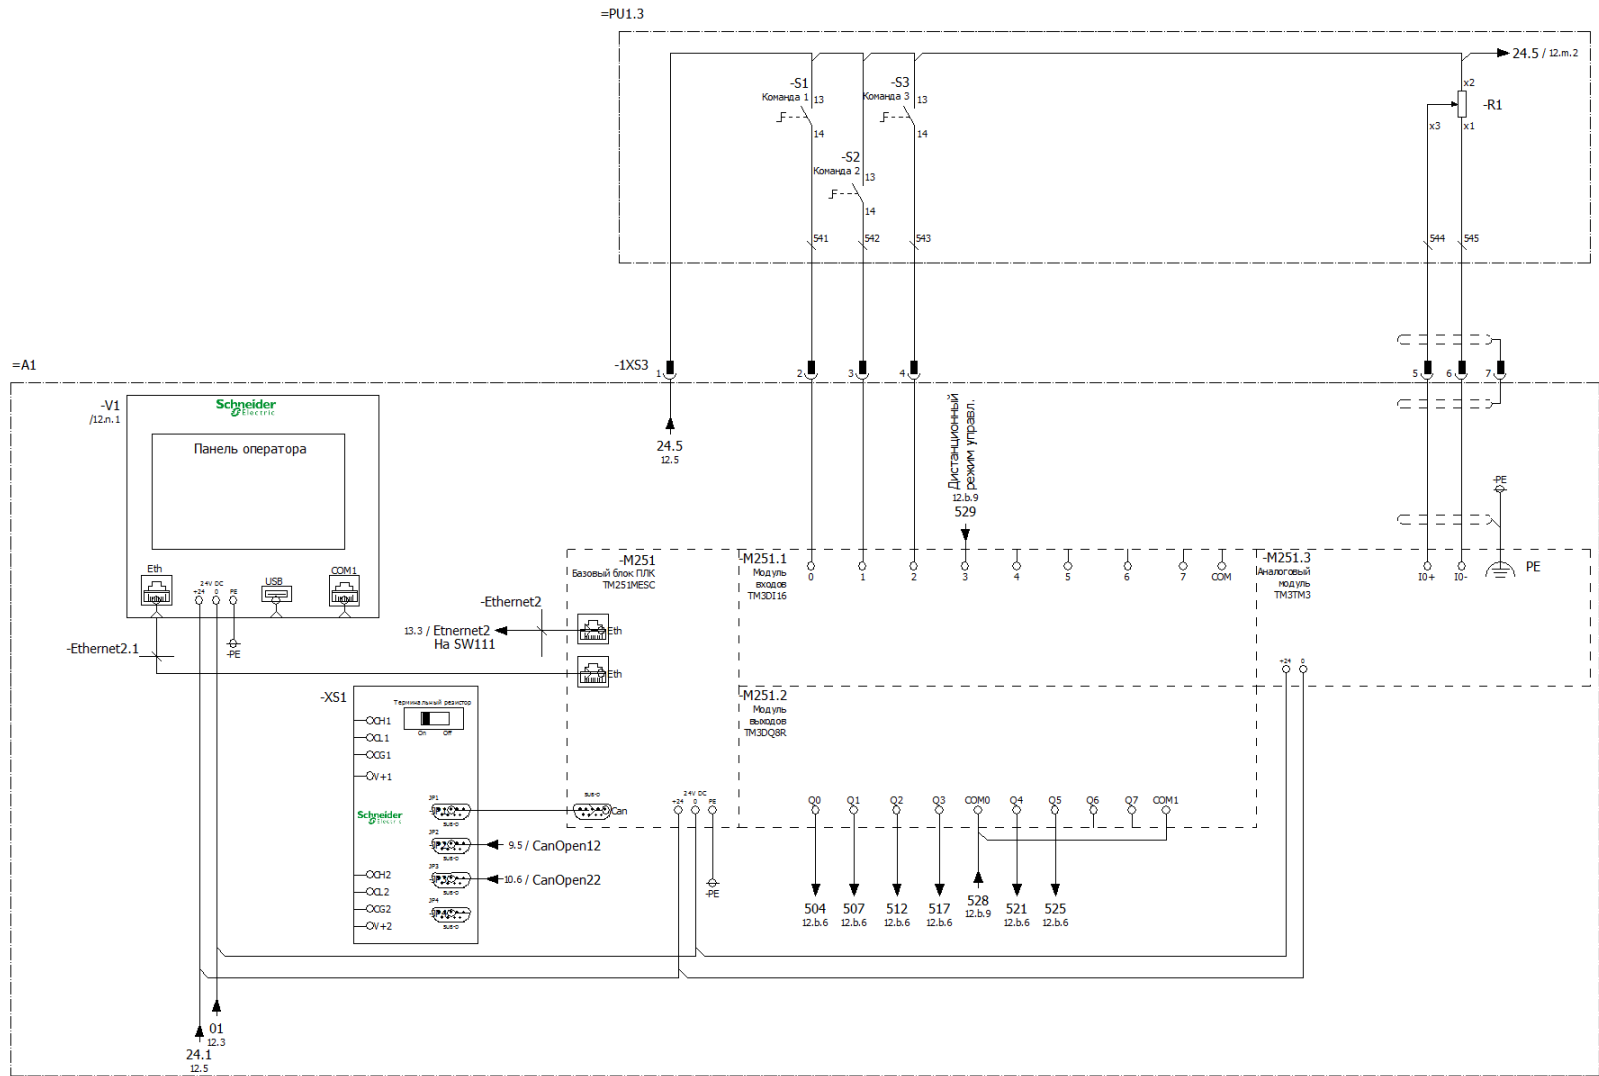 =PU1.3
24.5 / 12.m.2
-S1
Команда 1
13
14
-S2
Команда 2
13
14
-S3
Команда 3
13
14
x2
-R1
x3
x1
541
542
543
544
545
=A1
-1XS3
1
2
3
4
5
6
7
-V1
/12.n.1
Schneider
Electric
Панель оператора
24.5
12.5
Дистанционный
режим управл.
12.b.9
529
-PE
Eth
24V DC
+24
0
PE
USB
COM1
-PE
-Ethernet2.1
-Ethernet2
13.3 / Etnernet2
На SW111
-M251
Базовый блок ПЛК
TM251MESC
Eth
Eth
-M251.1
Модуль
входов
TM3DI16
0
1
2
3
4
5
6
7
COM
-M251.3
Аналоговый
модуль
TM3TM3
I0+
I0-
PE
+24
0
-M251.2
Модуль
выходов
TM3DQ8R
-XS1
Терминальный резистор
On
Off
CH1
CL1
CG1
V+1
Schneider
Electric
CH2
CL2
CG2
V+2
JP1
SUB-D
JP2
SUB-D
JP3
SUB-D
JP4
SUB-D
9.5 / CanOpen12
10.6 / CanOpen22
SUB-D
Can
24V DC
+24
0
PE
-PE
Q0
Q1
Q2
Q3
COM0
Q4
Q5
Q6
Q7
COM1
504
12.b.6
507
12.b.6
512
12.b.6
517
12.b.6
528
12.b.9
521
12.b.6
525
12.b.6
01
12.3
24.1
12.5